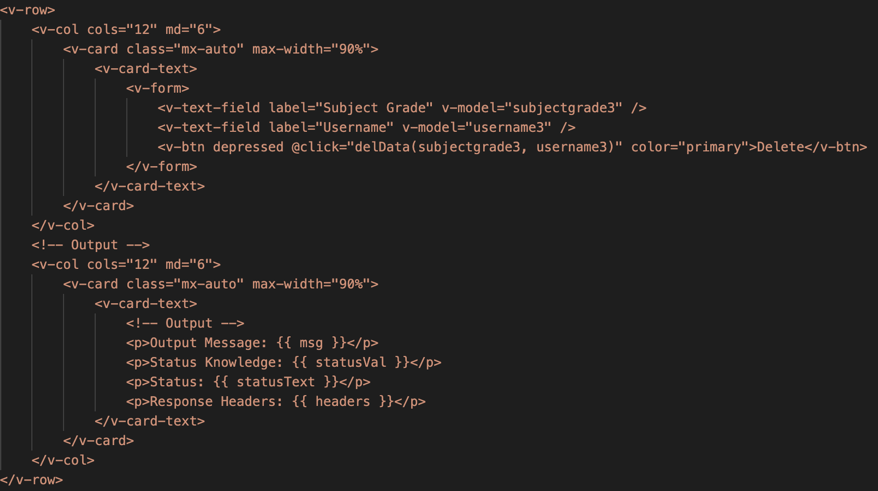 <v-row>
<v-col cols="12" md="6">
<v-card class="mx-auto" max-width="90%">
<v-card-text>
<v-form>
<v-text-field label="Subject Grade" v-model="subjectgrade3" />
<v-text-field label="Username" v-model="username3" />
<v-btn depressed @click="delData(subjectgrade3, username3)" color="primary">Delete</v-btn>
</v-form>
</v-card-text>
</v-card>
</v-col>
<!-- Output -->
<v-col cols="12" md="6">
<v-card class="mx-auto" max-width="90%">
<v-card-text>
<!-- Output -->
<p>Output Message: {{ msg }}</p>
<p>Status Knowledge: {{ statusVal }}</p>
<p>Status: {{ statusText }}</p>
<p>Response Headers: {{ headers }}</p>
</v-card-text>
</v-card>
</v-col>
</v-row>